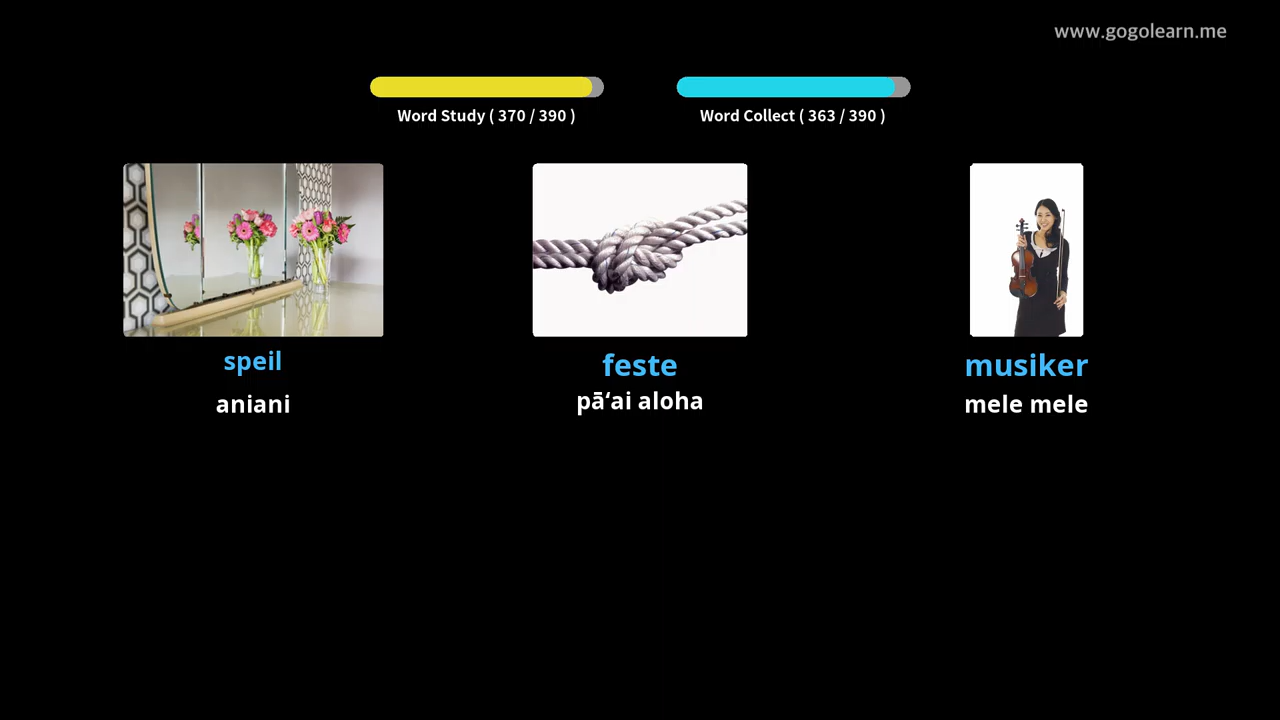 www.gogolearn.me
Word Study ( 370 / 390 )
Word Collect ( 363 / 390 )
speil
feste
musiker
aniani
pāʻai aloha
mele mele